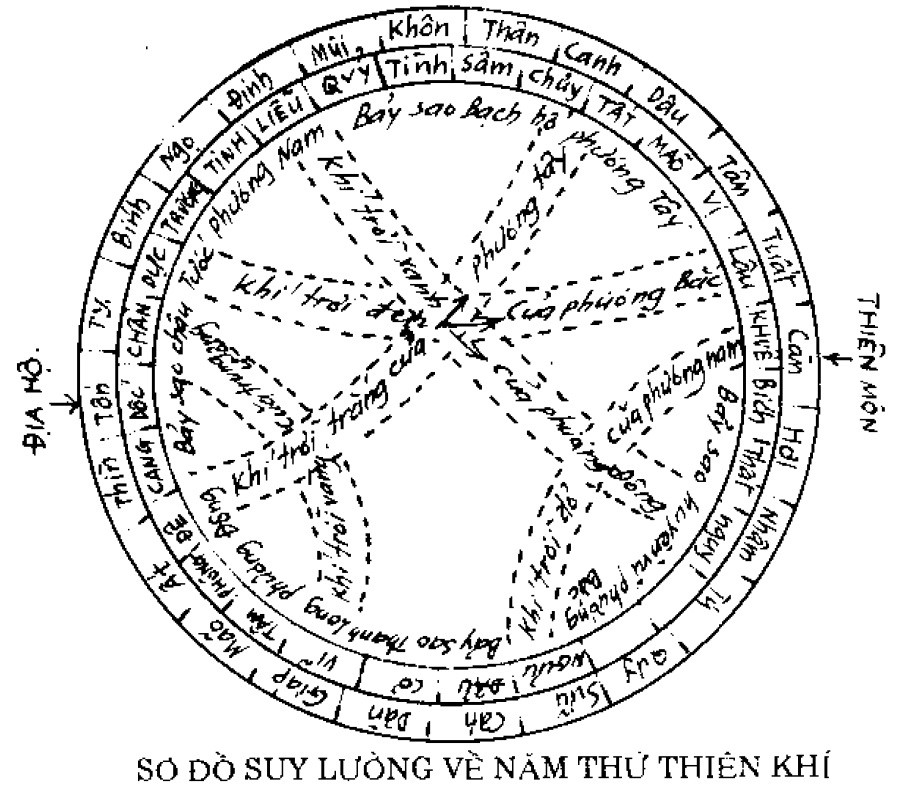 Khôn
Thân
Canh
Dậu
Tân
Tuất
Càn
Hợi
Nhâm
Tý
Quý
Sửu
Cấn
Dần
Giáp
Mão
Ất
Thìn
Tốn
Tỵ
Bính
Ngọ
Đinh
Mùi
TỈNH
Sâm
chủy
TẤT
MÃO
Vị
Lâu
KHUÊ
Bích
THẤT
nguy
NGƯU
ĐẨU
CƠ
VĨ
TÂM
PHÒNG
ĐÊ
CANG
GIÁC
CHẨN
DỰC
TRƯƠNG
TINH
LIỄU
QUỶ
Bảy sao Bạch hổ phương Tây
Bảy sao huyền vũ phương Bắc
Bảy sao Thanh Long phương Đông
Bảy sao châu Tước phương Nam
Khí trời xanh
phương Tây
Khí trời đen
Của phương Bắc
của phương nam
Khí trời trắng của
của trung ương
Khí trời vàng
Khí trời đỏ
của phương Đông
THIÊN MÔN
ĐỊA HỘ.
SƠ ĐỒ SUY LƯỜNG VỀ NĂM THỨ THIÊN KHÍ